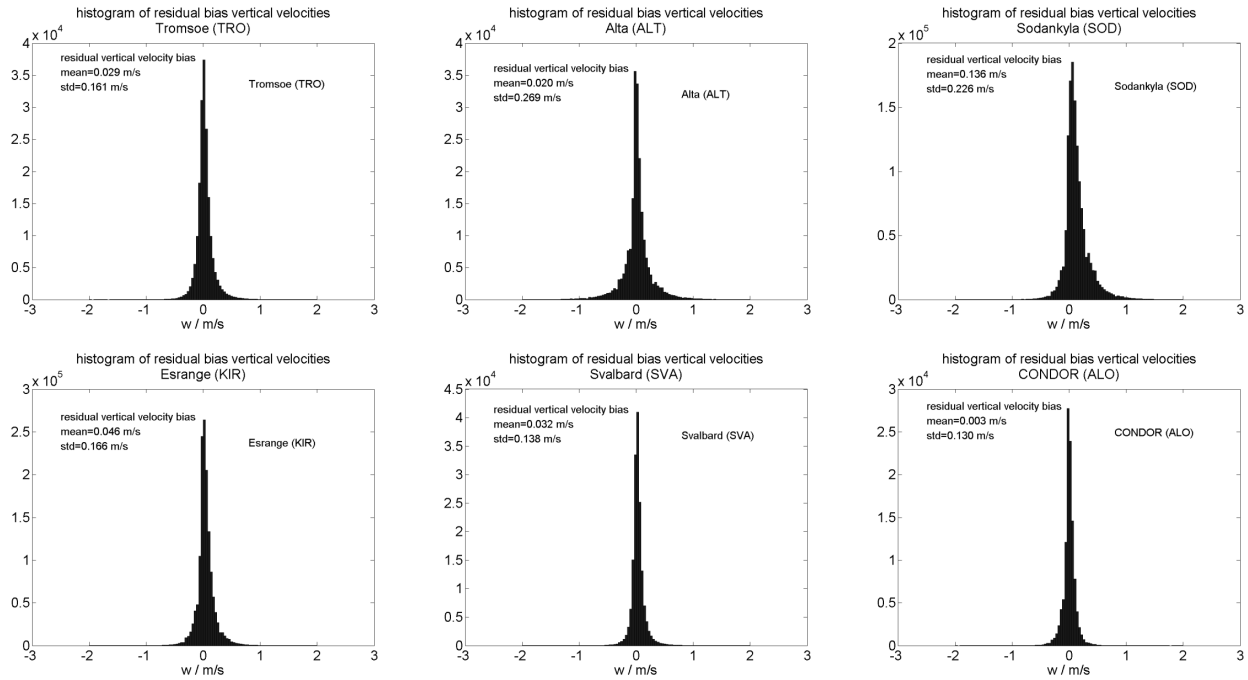 histogram of residual bias vertical velocities
Tromsoe (TRO)
x 10⁴
4
3.5
3
2.5
2
1.5
1
0.5
0
residual vertical velocity bias
mean=0.029 m/s
std=0.161 m/s
Tromsoe (TRO)
-3 -2 -1 0 1 2 3
w / m/s
histogram of residual bias vertical velocities
Alta (ALT)
x 10⁴
4
3.5
3
2.5
2
1.5
1
0.5
0
residual vertical velocity bias
mean=0.020 m/s
std=0.269 m/s
Alta (ALT)
-3 -2 -1 0 1 2 3
w / m/s
histogram of residual bias vertical velocities
Sodankyla (SOD)
x 10⁵
2
1.5
1
0.5
0
residual vertical velocity bias
mean=0.136 m/s
std=0.226 m/s
Sodankyla (SOD)
-3 -2 -1 0 1 2 3
w / m/s
histogram of residual bias vertical velocities
Esrange (KIR)
x 10⁵
3
2.5
2
1.5
1
0.5
0
residual vertical velocity bias
mean=0.046 m/s
std=0.166 m/s
Esrange (KIR)
-3 -2 -1 0 1 2 3
w / m/s
histogram of residual bias vertical velocities
Svalbard (SVA)
x 10⁴
4.5
4
3.5
3
2.5
2
1.5
1
0.5
0
residual vertical velocity bias
mean=0.032 m/s
std=0.138 m/s
Svalbard (SVA)
-3 -2 -1 0 1 2 3
w / m/s
histogram of residual bias vertical velocities
CONDOR (ALO)
x 10⁴
3
2.5
2
1.5
1
0.5
0
residual vertical velocity bias
mean=0.003 m/s
std=0.130 m/s
CONDOR (ALO)
-3 -2 -1 0 1 2 3
w / m/s